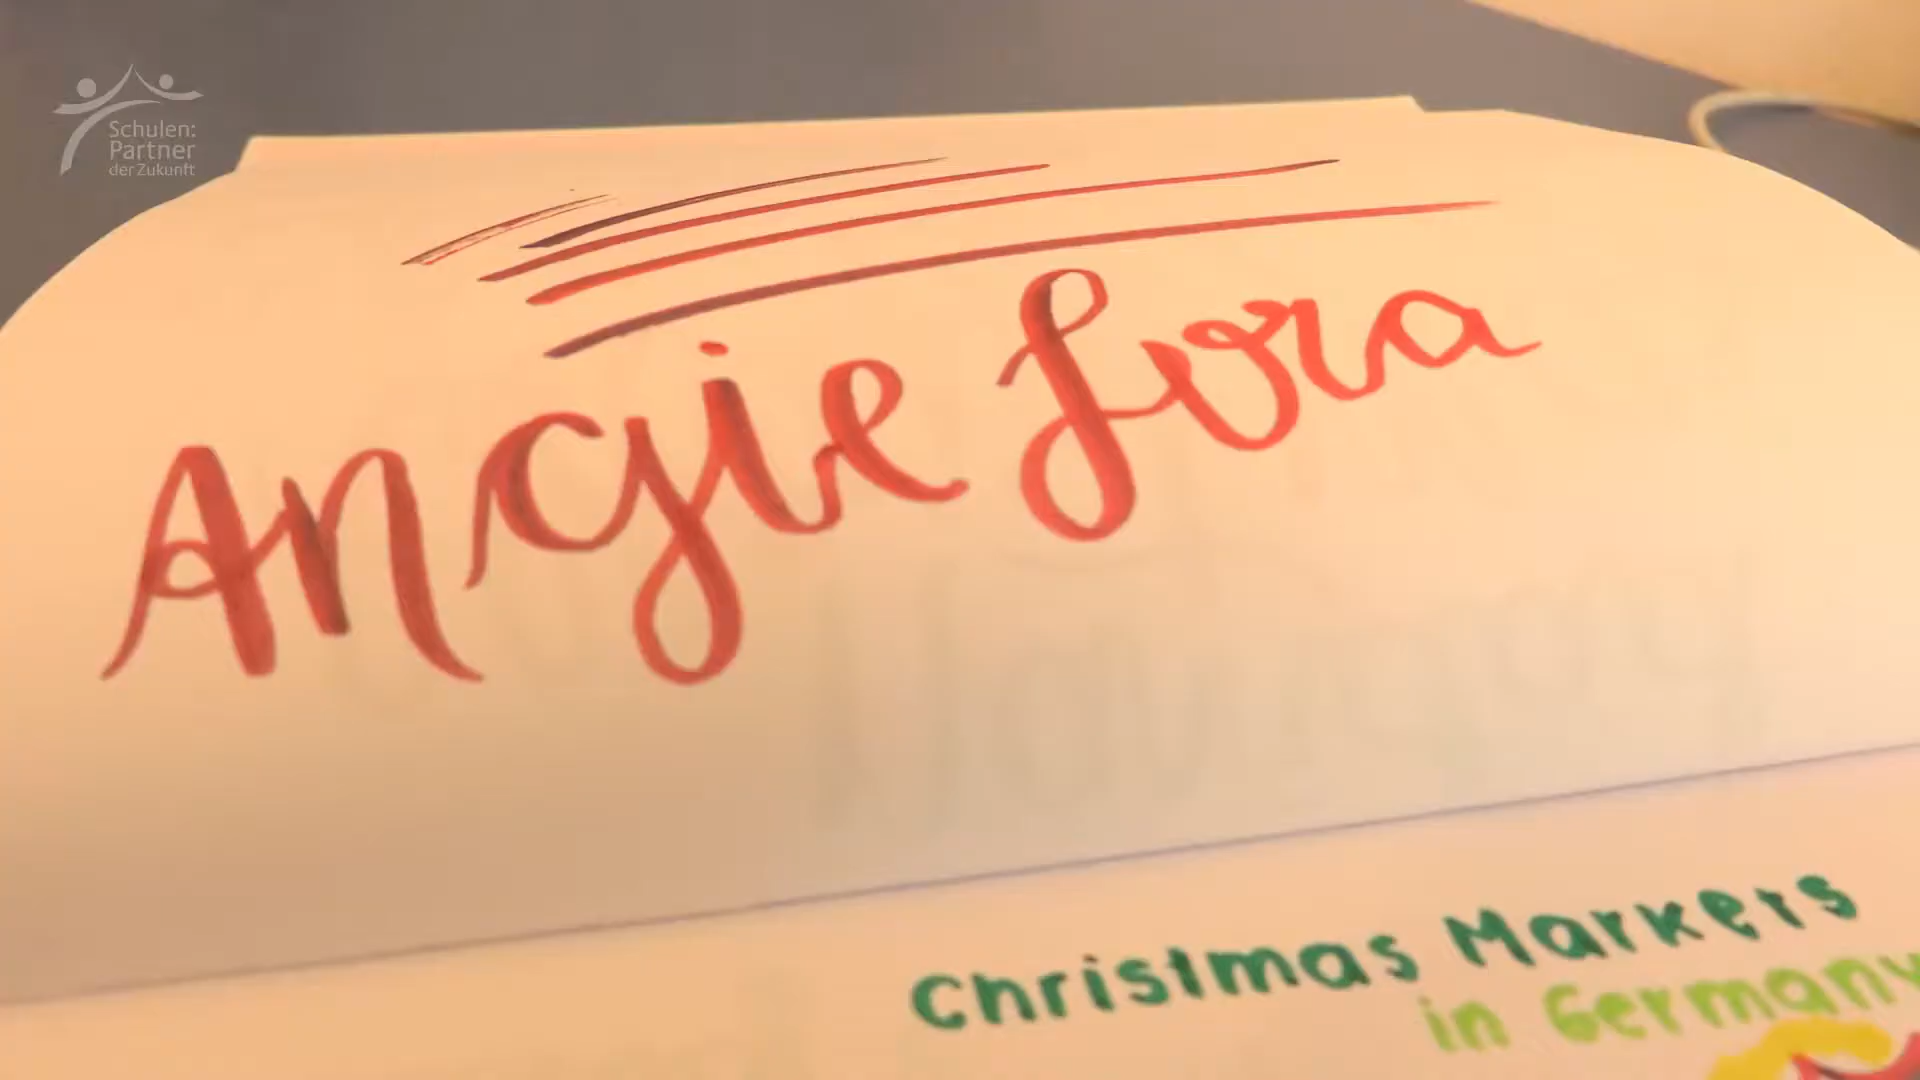 Schulen:
Partner
der Zukunft
Angie Lora
Christmas Markers
in Germany